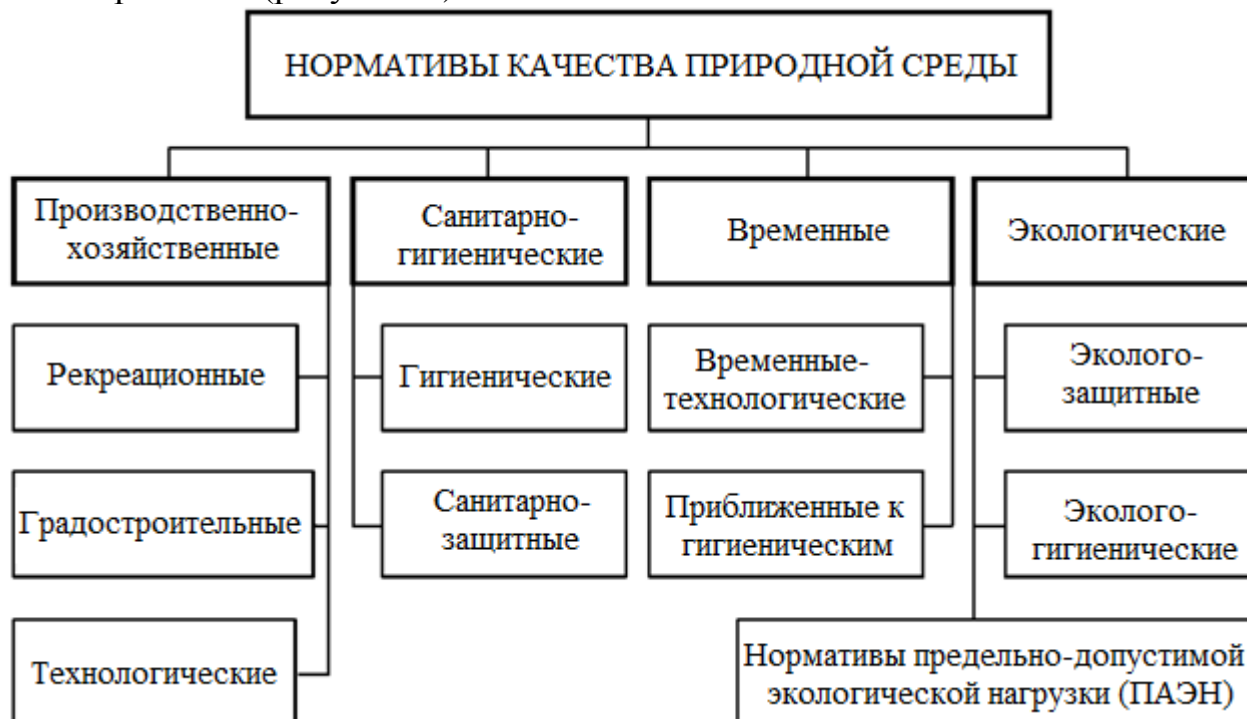 НОРМАТИВЫ КАЧЕСТВА ПРИРОДНОЙ СРЕДЫ
Производственно-
хозяйственные
Санитарно-
гигиенические
Временные
Экологические
Рекреационные
Гигиенические
Временные-
технологические
Эколого-
защитные
Градостроительные
Санитарно-
защитные
Приближенные к
гигиеническим
Эколого-
гигиенические
Технологические
Нормативы предельно-допустимой
экологической нагрузки (ПАЭН)